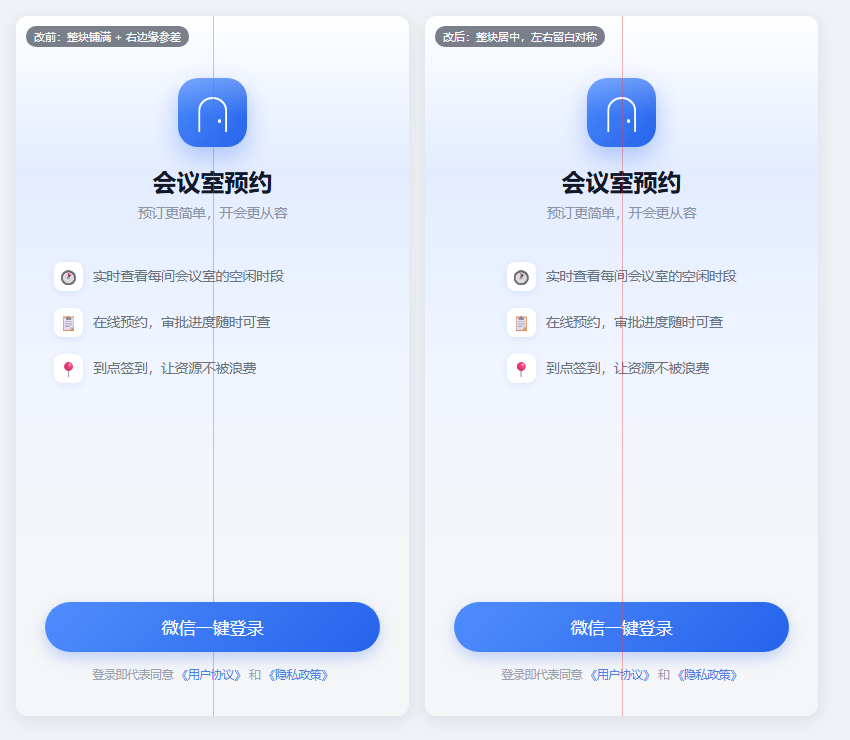 改前：整块铺满 + 右边缘参差
会议室预约
预订更简单，开会更从容
实时查看每间会议室的空闲时段
在线预约，审批进度随时可查
到点签到，让资源不被浪费
微信一键登录
登录即代表同意《用户协议》和《隐私政策》
改后：整块居中，左右留白对称
会议室预约
预订更简单，开会更从容
实时查看每间会议室的空闲时段
在线预约，审批进度随时可查
到点签到，让资源不被浪费
微信一键登录
登录即代表同意《用户协议》和《隐私政策》